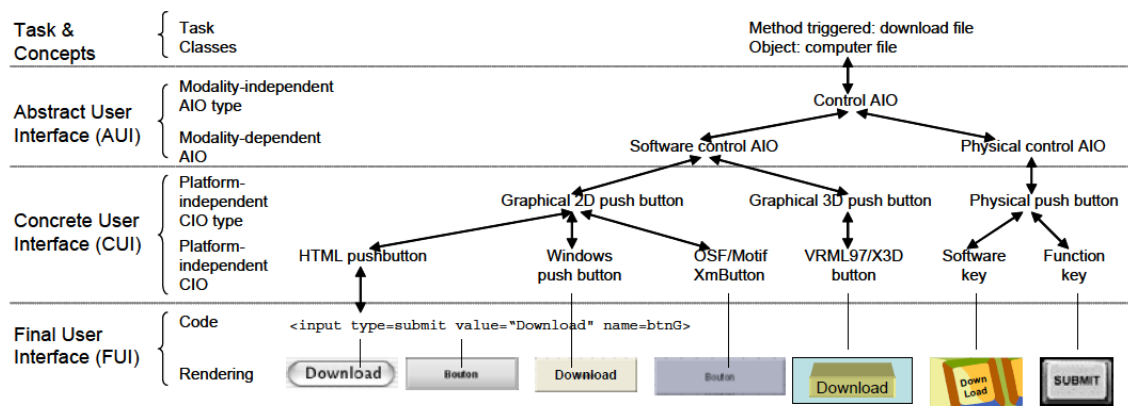 Task &
Concepts
Task
Classes
Method triggered: download file
Object: computer file
Abstract User
Interface (AUI)
Modality-independent
AIO type
Modality-dependent
AIO
Control AIO
Software control AIO
Physical control AIO
Concrete User
Interface (CUI)
Platform-
independent
CIO type
Platform-
independent
CIO
Graphical 2D push button
Graphical 3D push button
Physical push button
HTML pushbutton
Windows
push button
OSF/Motif
XmButton
VRML97/X3D
button
Software
key
Function
key
Final User
Interface (FUI)
Code
<input type=submit value="Download" name=btnG>
Rendering
Download
Bouton
Download
Bouton
Download
Down
Load
SUBMIT